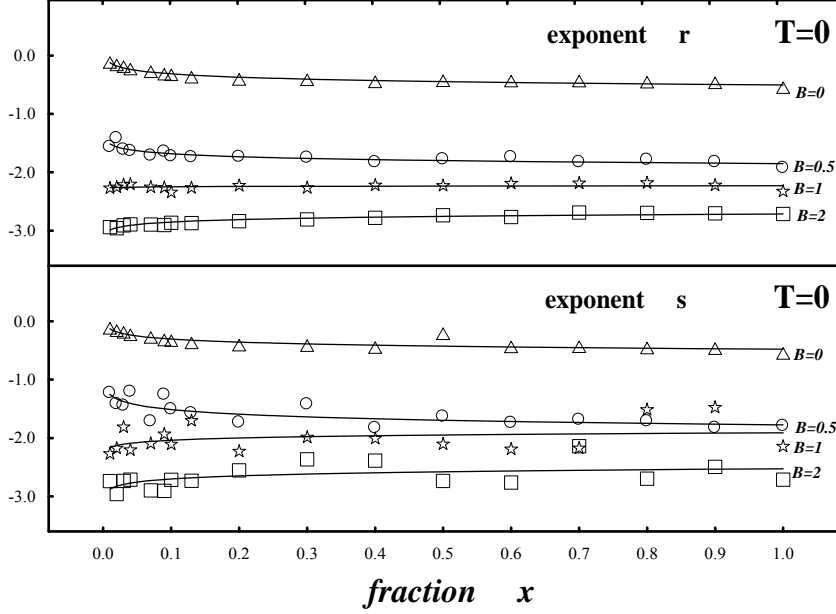 exponent r T=0
0.0
-1.0
-2.0
-3.0
B=0
B=0.5
B=1
B=2
exponent s T=0
0.0
-1.0
-2.0
-3.0
B=0
B=0.5
B=1
B=2
0.0 0.1 0.2 0.3 0.4 0.5 0.6 0.7 0.8 0.9 1.0
fraction x